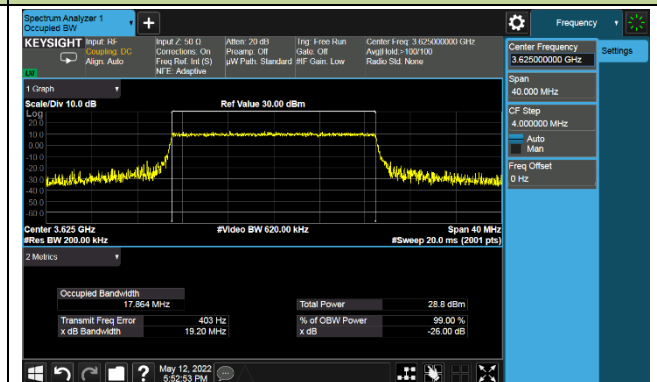 Spectrum Analyzer 1
Occupied BW
+
Frequency
KEYSIGHT
Input: RF
Coupling: DC
Align: Auto
Input Z: 50 Ω
Corrections: On
Freq Ref: Int (S)
NFE: Adaptive
Atten: 20 dB
Preamp: Off
µW Path: Standard
Trig: Free Run
Gate: Off
#IF Gain: Low
Center Freq: 3.625000000 GHz
Avg|Hold:>100/100
Radio Std: None
Center Frequency
3.625000000 GHz
Settings
Span
40.000 MHz
CF Step
4.000000 MHz
Auto
Man
Freq Offset
0 Hz
1 Graph
Scale/Div 10.0 dB
Ref Value 30.00 dBm
Log
20.0
10.0
0.00
-10.0
-20.0
-30.0
-40.0
-50.0
-60.0
Center 3.625 GHz
#Video BW 620.00 kHz
Span 40 MHz
#Res BW 200.00 kHz
#Sweep 20.0 ms (2001 pts)
2 Metrics
Occupied Bandwidth
17.864 MHz
Total Power
28.8 dBm
Transmit Freq Error
403 Hz
% of OBW Power
99.00 %
x dB Bandwidth
19.20 MHz
x dB
-26.00 dB
?
May 12, 2022
5:52:53 PM